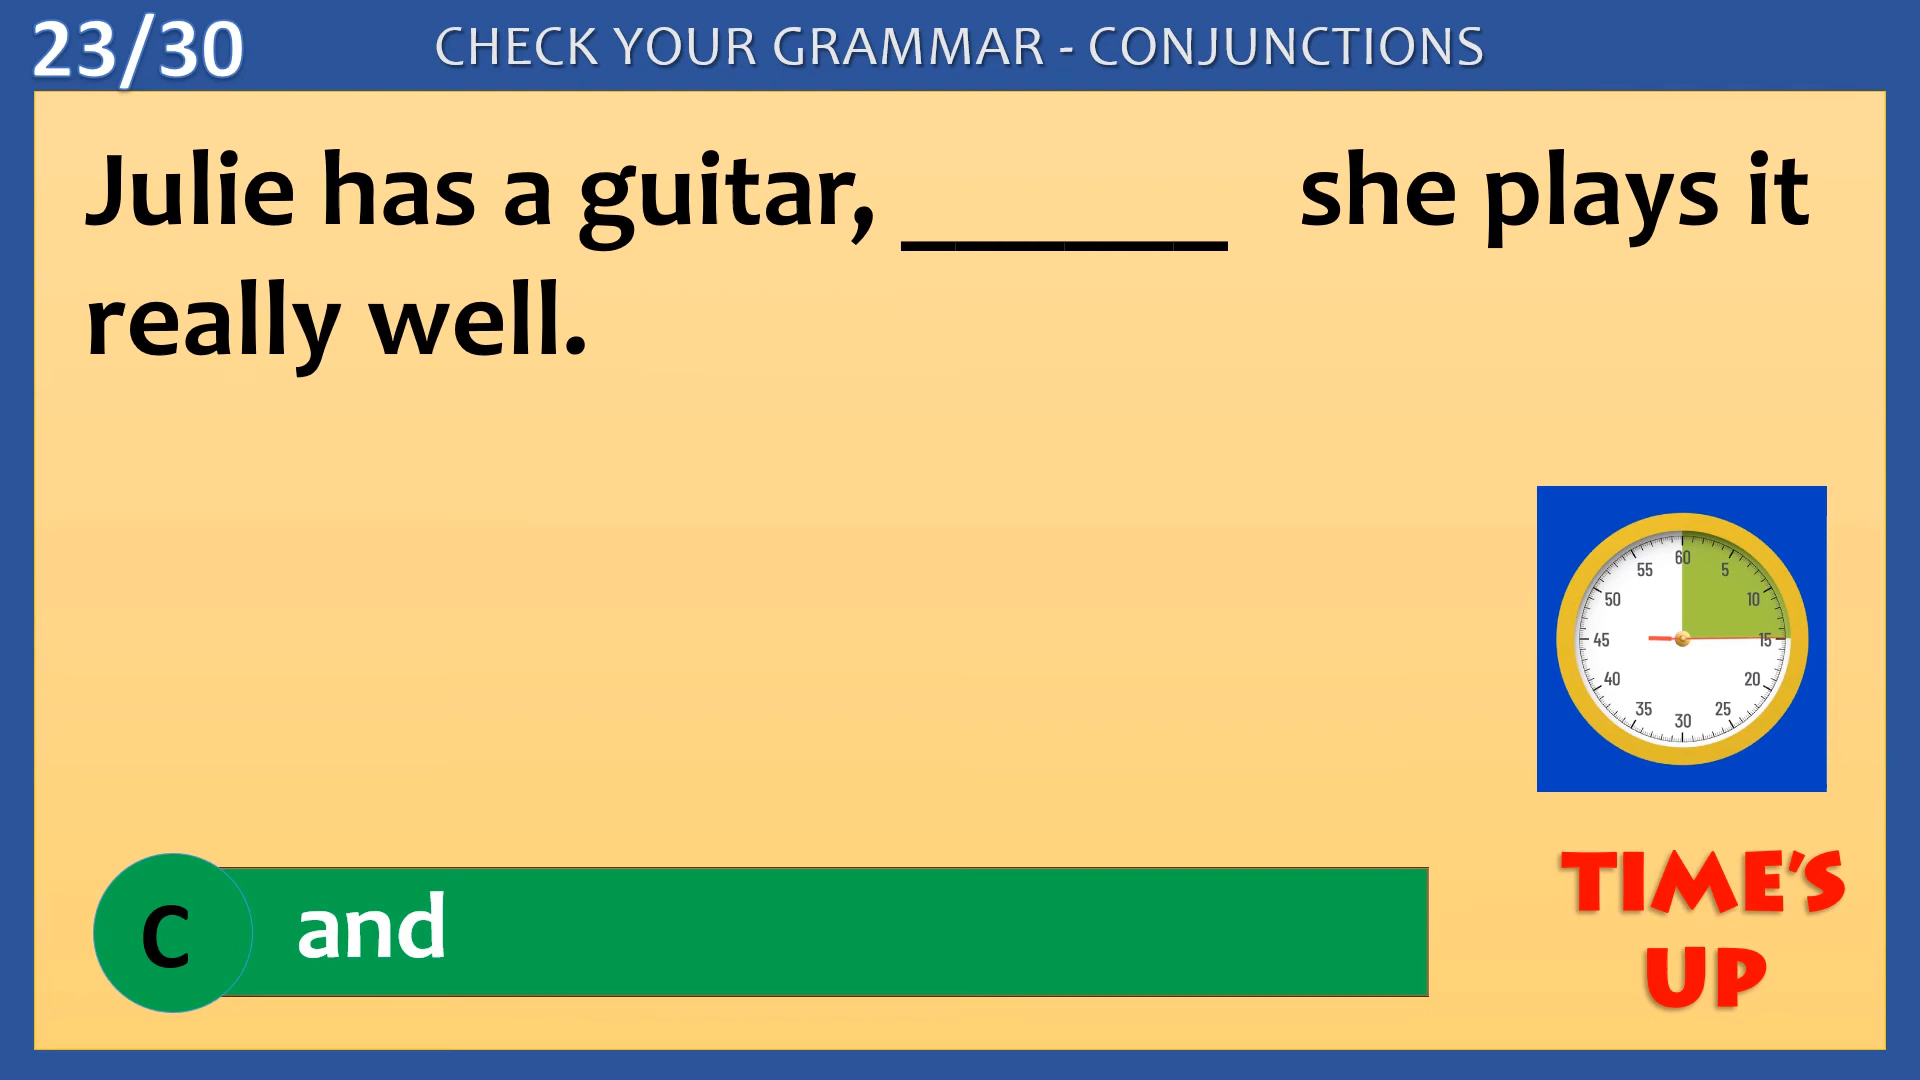 23/30
CHECK YOUR GRAMMAR - CONJUNCTIONS
Julie has a guitar, ______ she plays it
really well.
60
5
10
15
20
25
30
35
40
45
50
55
C and
TIME'S
UP